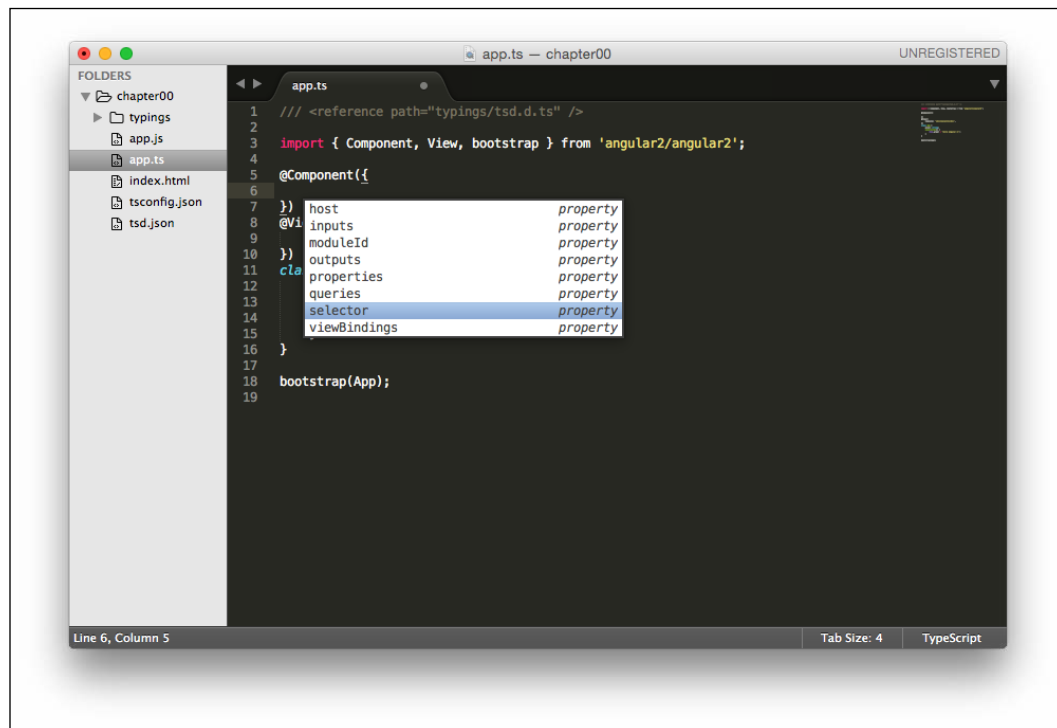 app.ts — chapter00
UNREGISTERED
FOLDERS
chapter00
typings
app.js
app.ts
index.html
tsconfig.json
tsd.json
app.ts
1 /// <reference path="typings/tsd.d.ts" />
2
3 import { Component, View, bootstrap } from 'angular2/angular2';
4
5 @Component({
6
7 })
8 @Vi
9
10 })
11 cla
12
13
14
15
16 }
17
18 bootstrap(App);
19
host property
inputs property
moduleId property
outputs property
properties property
queries property
selector property
viewBindings property
Line 6, Column 5
Tab Size: 4
TypeScript